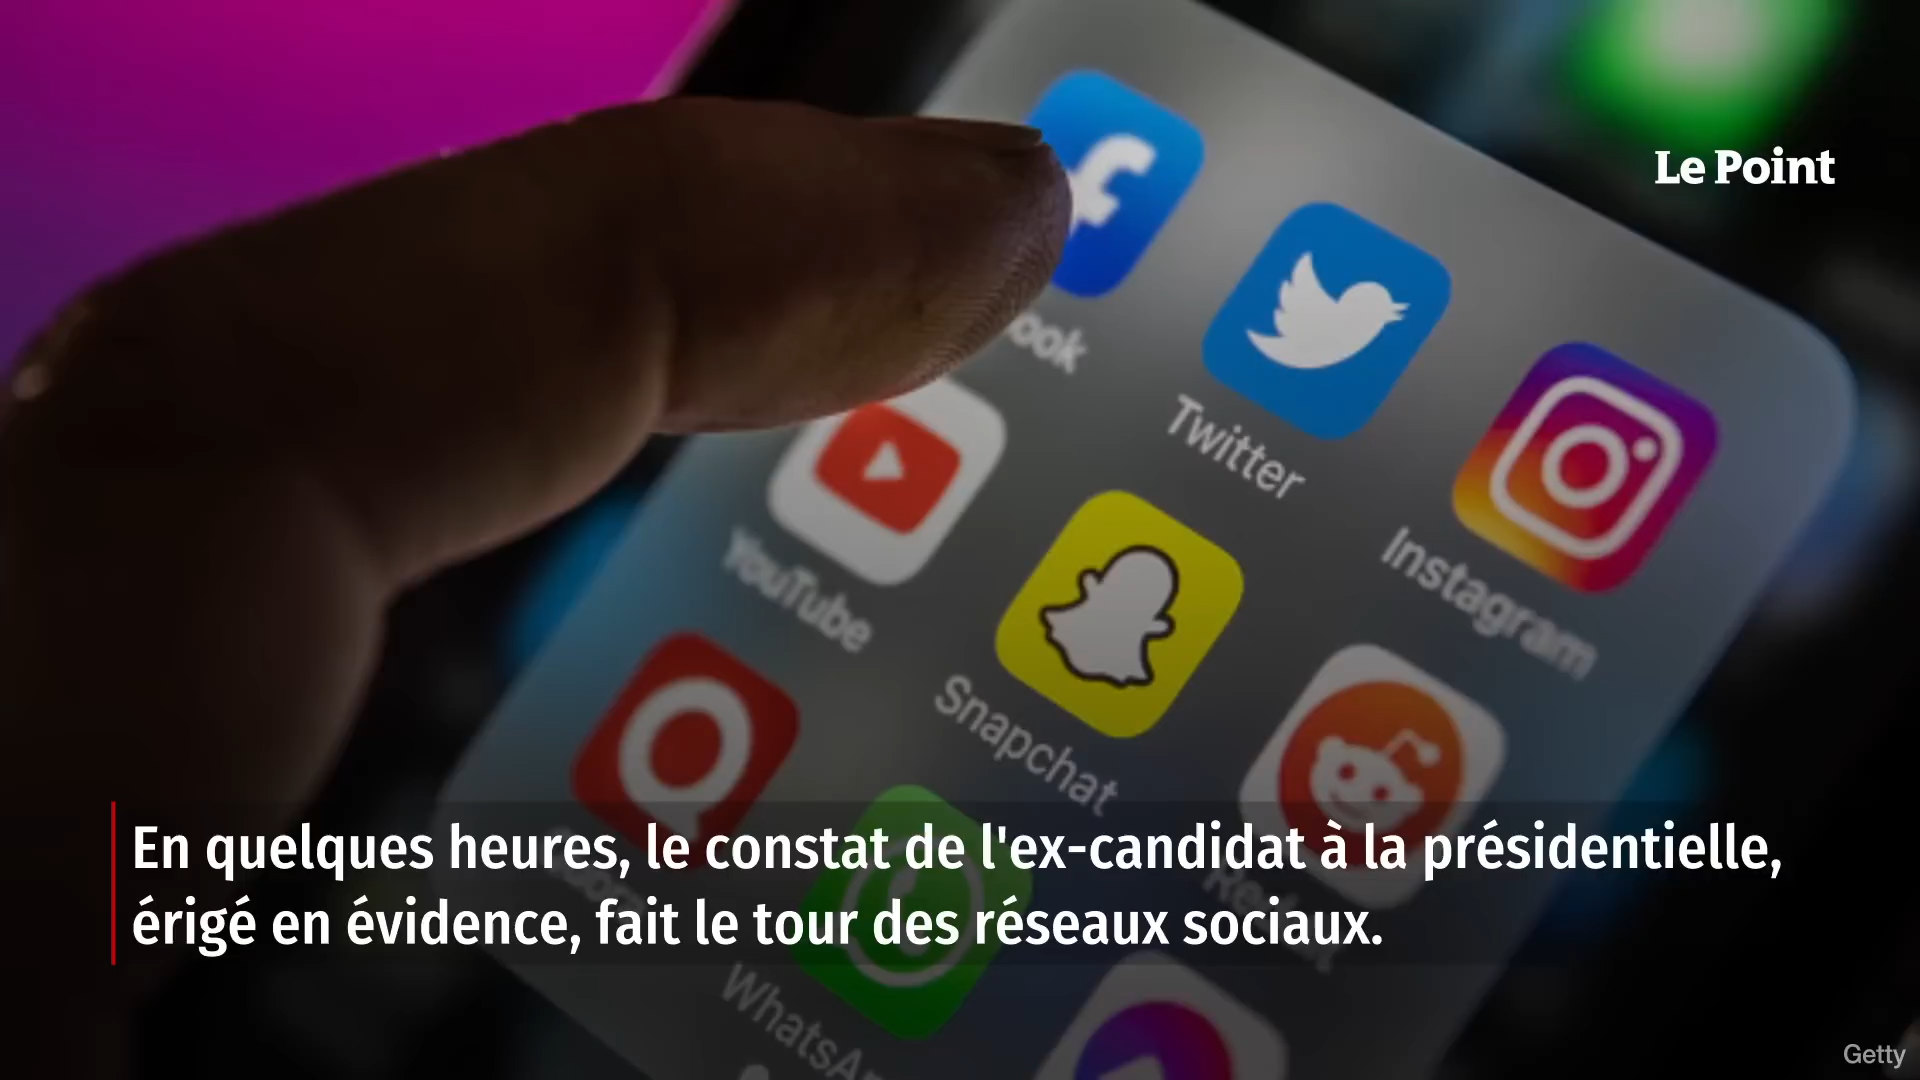 Le Point
Twitter
Instagram
YouTube
Snapchat
En quelques heures, le constat de l'ex-candidat à la présidentielle,
érigé en évidence, fait le tour des réseaux sociaux.
Getty